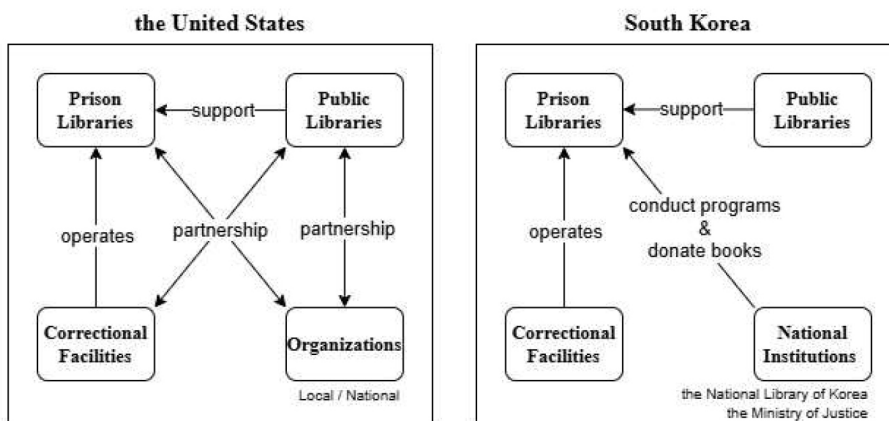 the United States
Prison
Libraries
support
Public
Libraries
operates
partnership
partnership
Correctional
Facilities
Organizations
Local / National
South Korea
Prison
Libraries
support
Public
Libraries
operates
conduct programs
&
donate books
Correctional
Facilities
National
Institutions
the National Library of Korea
the Ministry of Justice